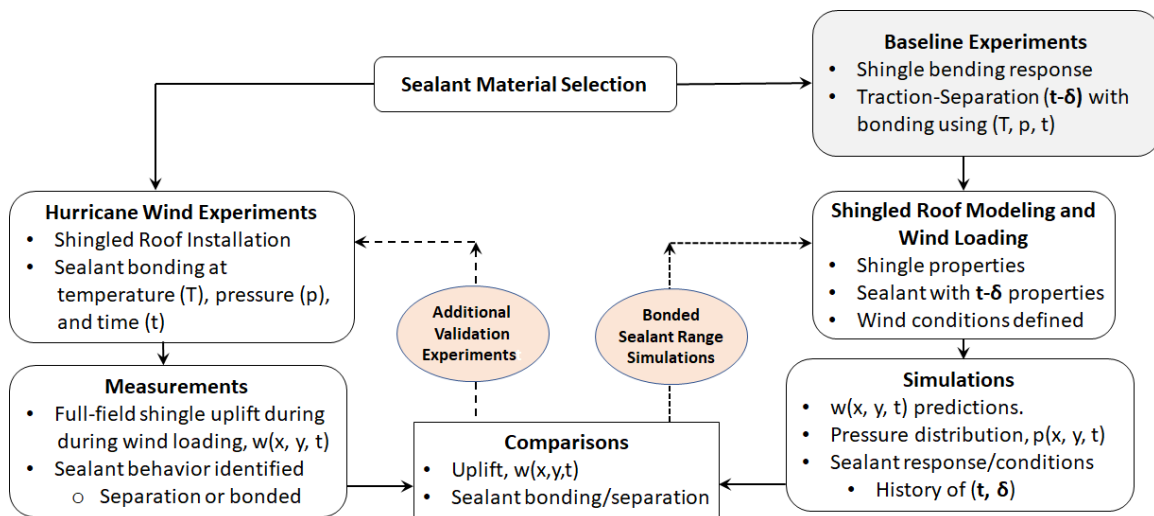 Sealant Material Selection
Baseline Experiments
• Shingle bending response
• Traction-Separation (t-δ) with
bonding using (T, p, t)
Hurricane Wind Experiments
• Shingled Roof Installation
• Sealant bonding at
temperature (T), pressure (p),
and time (t)
Shingled Roof Modeling and
Wind Loading
• Shingle properties
• Sealant with t-δ properties
• Wind conditions defined
Additional
Validation
Experiments
Bonded
Sealant Range
Simulations
Measurements
• Full-field shingle uplift during
during wind loading, w(x, y, t)
• Sealant behavior identified
o Separation or bonded
Comparisons
• Uplift, w(x,y,t)
• Sealant bonding/separation
Simulations
• w(x, y, t) predictions.
• Pressure distribution, p(x, y, t)
• Sealant response/conditions
• History of (t, δ)